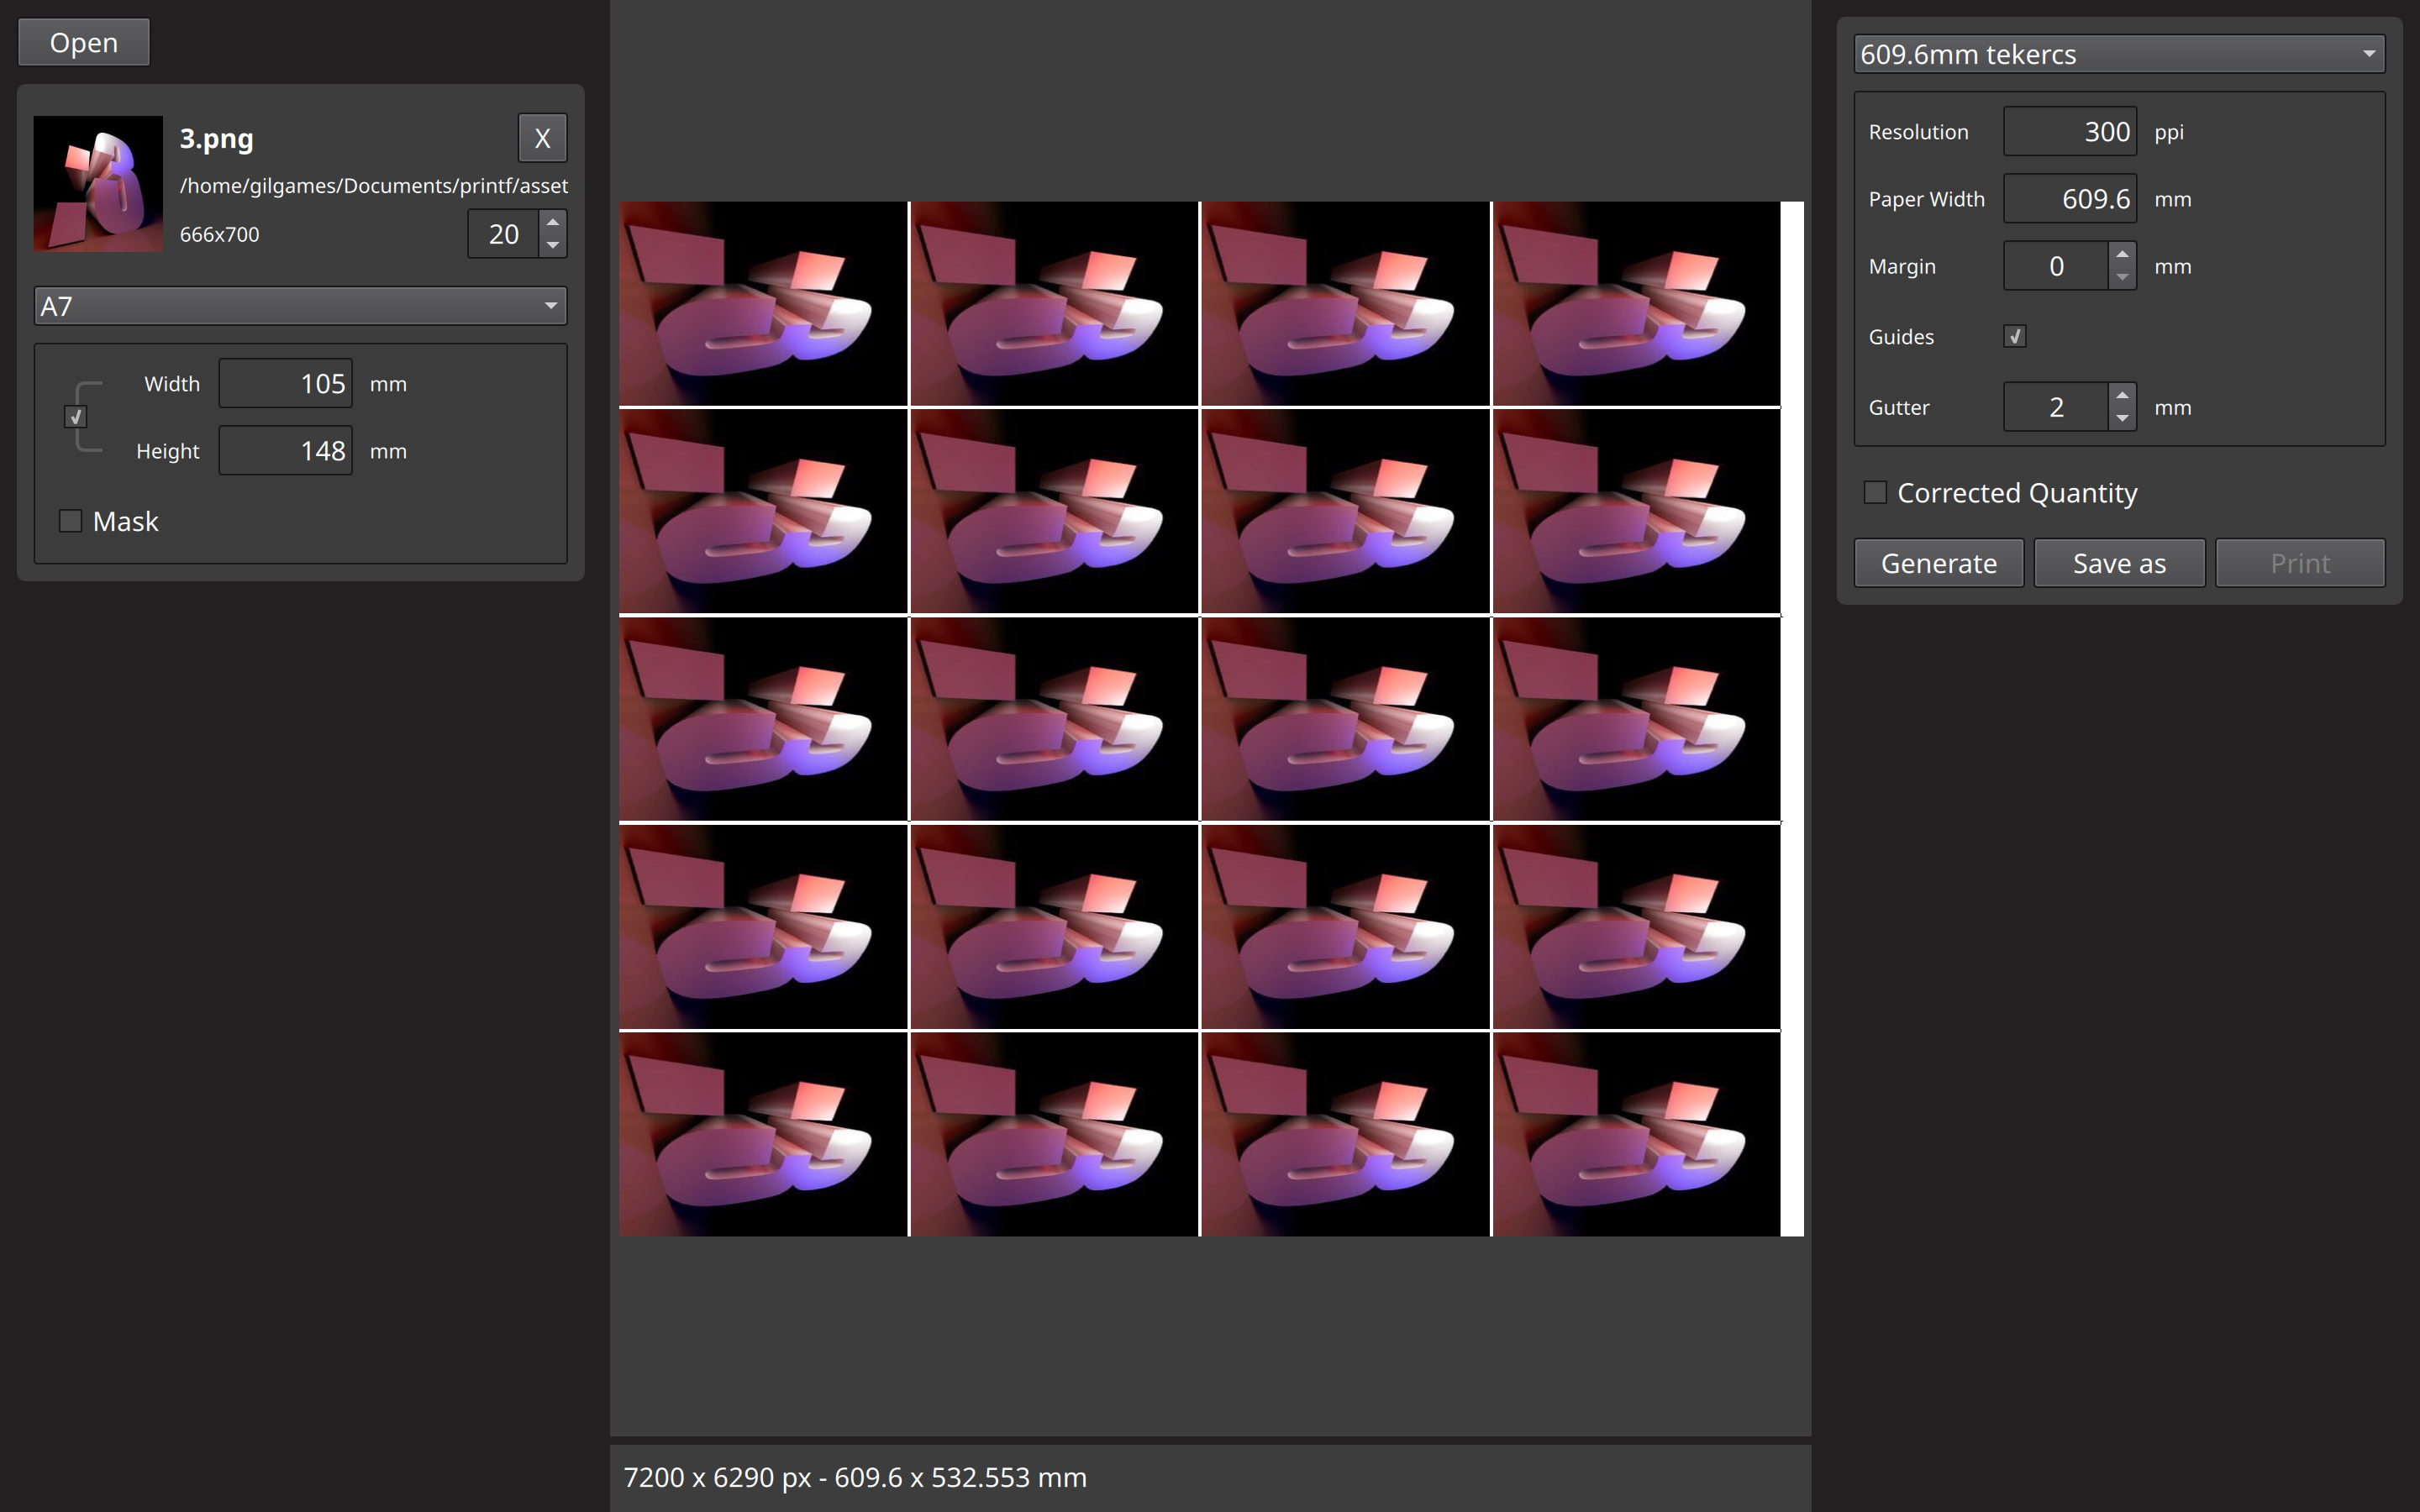 Open
3.png
X
/home/gilgames/Documents/printf/asset
666x700
20
A7
Width 105 mm
Height 148 mm
Mask
7200 x 6290 px - 609.6 x 532.553 mm
609.6mm tekercs
Resolution 300 ppi
Paper Width 609.6 mm
Margin 0 mm
Guides
Gutter 2 mm
Corrected Quantity
Generate Save as Print